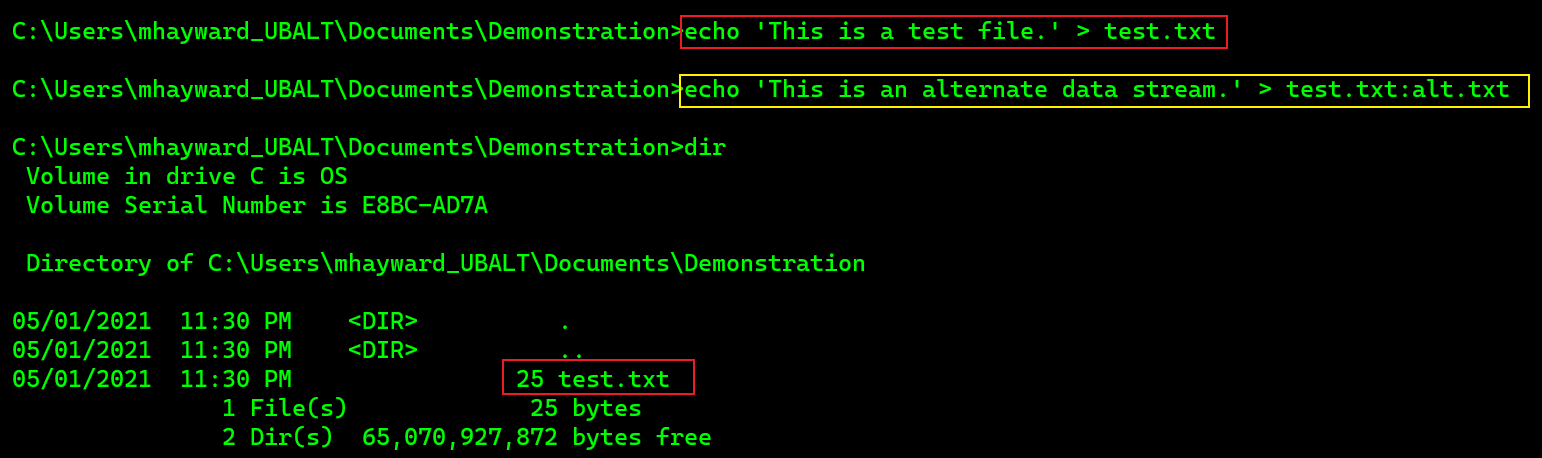 C:\Users\mhayward_UBALT\Documents\Demonstration>echo 'This is a test file.' > test.txt
C:\Users\mhayward_UBALT\Documents\Demonstration>echo 'This is an alternate data stream.' > test.txt:alt.txt
C:\Users\mhayward_UBALT\Documents\Demonstration>dir
 Volume in drive C is OS
 Volume Serial Number is E8BC-AD7A
 Directory of C:\Users\mhayward_UBALT\Documents\Demonstration
05/01/2021  11:30 PM    <DIR>          .
05/01/2021  11:30 PM    <DIR>          ..
05/01/2021  11:30 PM                25 test.txt
               1 File(s)             25 bytes
               2 Dir(s)  65,070,927,872 bytes free